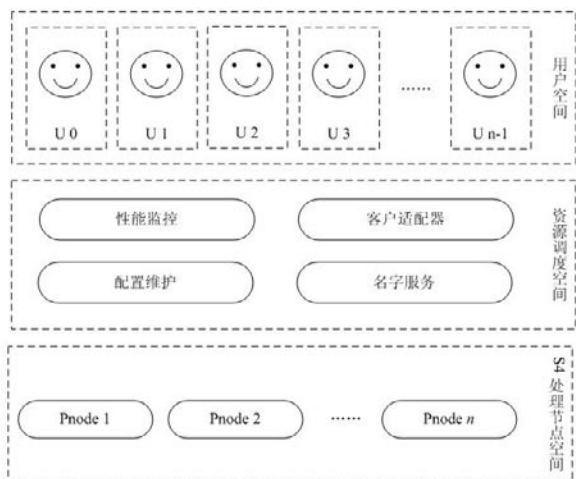 U 0
U 1
U 2
U 3
……
U n-1
用户空间
性能监控
客户适配器
配置维护
名字服务
资源调度空间
Pnode 1
Pnode 2
……
Pnode n
S4 处理节点空间